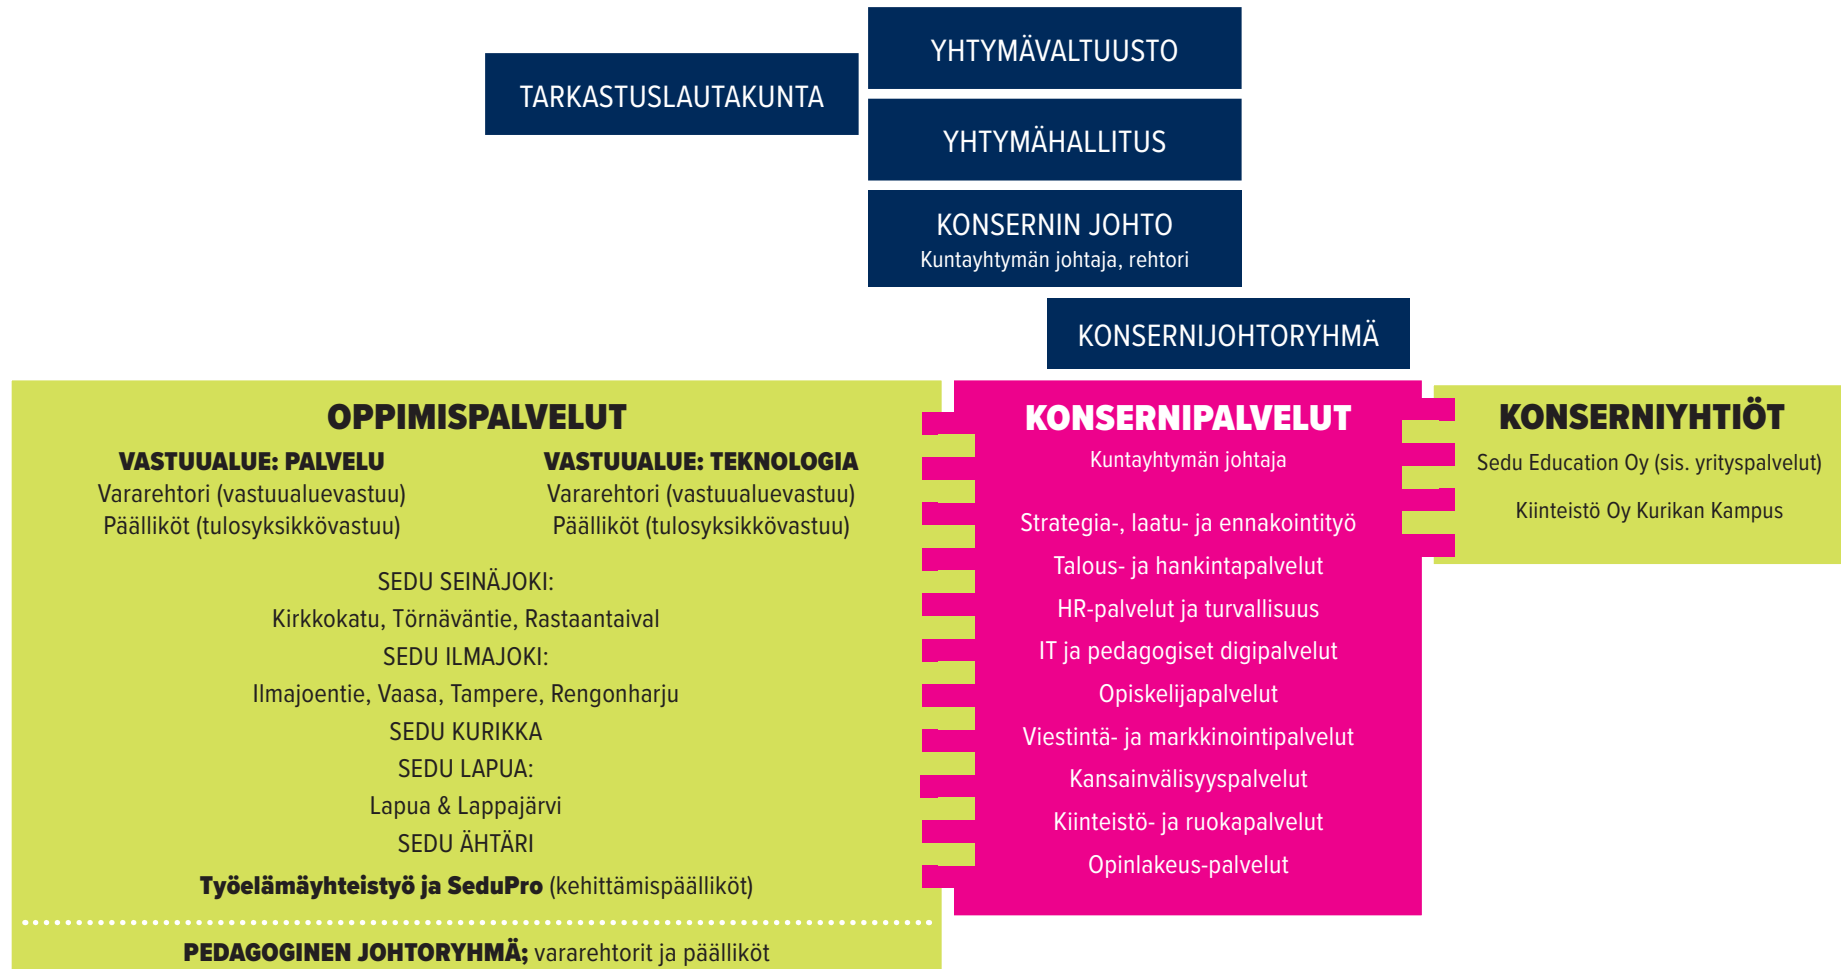 YHTYMÄVALTUUSTO
TARKASTUSLAUTAKUNTA
YHTYMÄHALLITUS
KONSERNIN JOHTO
Kuntayhtymän johtaja, rehtori
KONSERNIJOHTORYHMÄ
OPPIMISPALVELUT
VASTUUALUE: PALVELU
Vararehtori (vastuualuevastuu)
Päälliköt (tulosyksikkövastuu)
VASTUUALUE: TEKNOLOGIA
Vararehtori (vastuualuevastuu)
Päälliköt (tulosyksikkövastuu)
SEDU SEINÄJOKI:
Kirkkokatu, Törnäväntie, Rastaantaival
SEDU ILMAJOKI:
Ilmajoentie, Vaasa, Tampere, Rengonharju
SEDU KURIKKA
SEDU LAPUA:
Lapua & Lappajärvi
SEDU ÄHTÄRI
Työelämäyhteistyö ja SeduPro (kehittämispäälliköt)
PEDAGOGINEN JOHTORYHMÄ; vararehtorit ja päälliköt
KONSERNIPALVELUT
Kuntayhtymän johtaja
Strategia-, laatu- ja ennakointityö
Talous- ja hankintapalvelut
HR-palvelut ja turvallisuus
IT ja pedagogiset digipalvelut
Opiskelijapalvelut
Viestintä- ja markkinointipalvelut
Kansainvälisyyspalvelut
Kiinteistö- ja ruokapalvelut
Opinlakeus-palvelut
KONSERNIYHTIÖT
Sedu Education Oy (sis. yrityspalvelut)
Kiinteistö Oy Kurikan Kampus